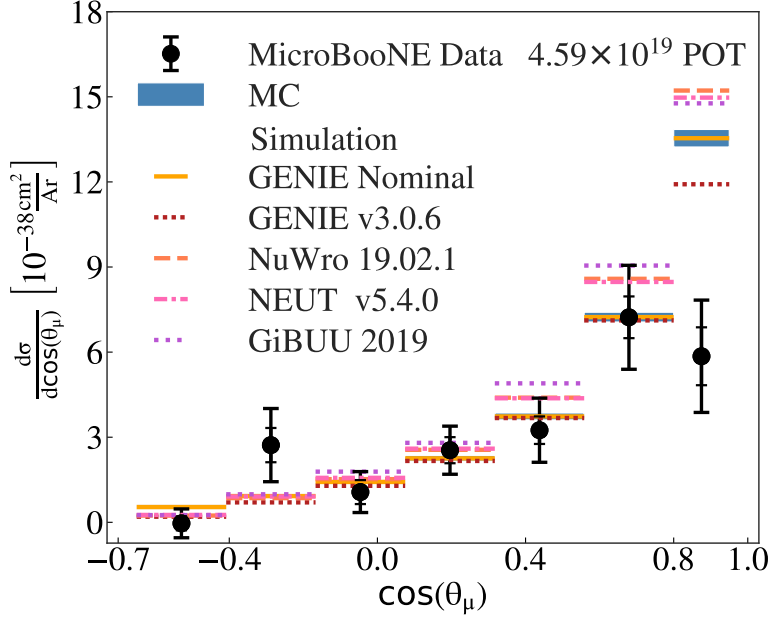 18
15
12
9
6
3
0
dσ/dcos(θμ) [10⁻³⁸ cm²/Ar]
MicroBooNE Data 4.59×10¹⁹ POT
MC
Simulation
GENIE Nominal
GENIE v3.0.6
NuWro 19.02.1
NEUT v5.4.0
GiBUU 2019
−0.7 −0.4 0.0 0.4 0.8 1.0
cos(θμ)